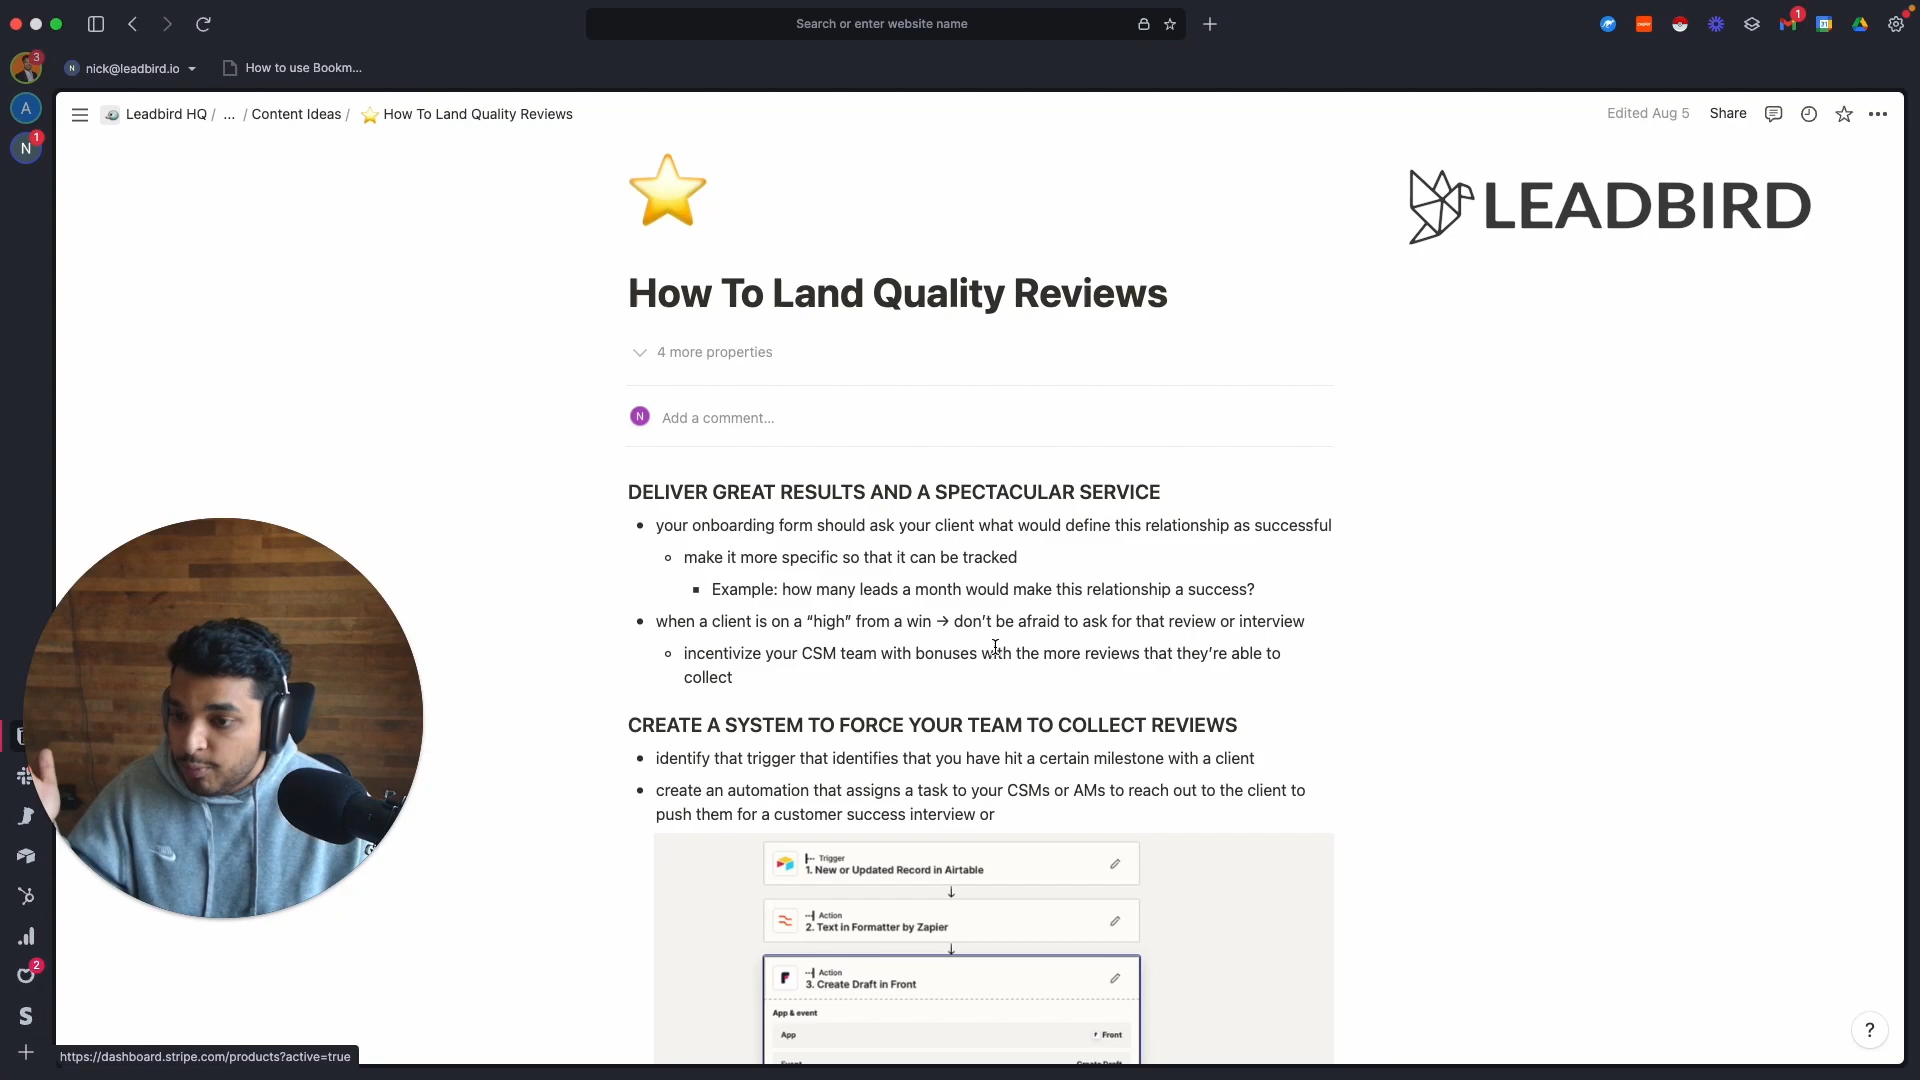 Search or enter website name
1
31
3
N nick@leadbird.io
How to use Bookm...
A
N
1
Leadbird HQ / ... / Content Ideas / ⭐ How To Land Quality Reviews
Edited Aug 5
Share
LEADBIRD
How To Land Quality Reviews
4 more properties
N Add a comment...
DELIVER GREAT RESULTS AND A SPECTACULAR SERVICE
• your onboarding form should ask your client what would define this relationship as successful
◦ make it more specific so that it can be tracked
▪ Example: how many leads a month would make this relationship a success?
• when a client is on a “high” from a win → don’t be afraid to ask for that review or interview
◦ incentivize your CSM team with bonuses with the more reviews that they’re able to
collect
CREATE A SYSTEM TO FORCE YOUR TEAM TO COLLECT REVIEWS
• identify that trigger that identifies that you have hit a certain milestone with a client
• create an automation that assigns a task to your CSMs or AMs to reach out to the client to
push them for a customer success interview or
Trigger
1. New or Updated Record in Airtable
Action
2. Text in Formatter by Zapier
Action
3. Create Draft in Front
App & event
App
Front
Event
Create Draft
2
S
?
https://dashboard.stripe.com/products?active=true